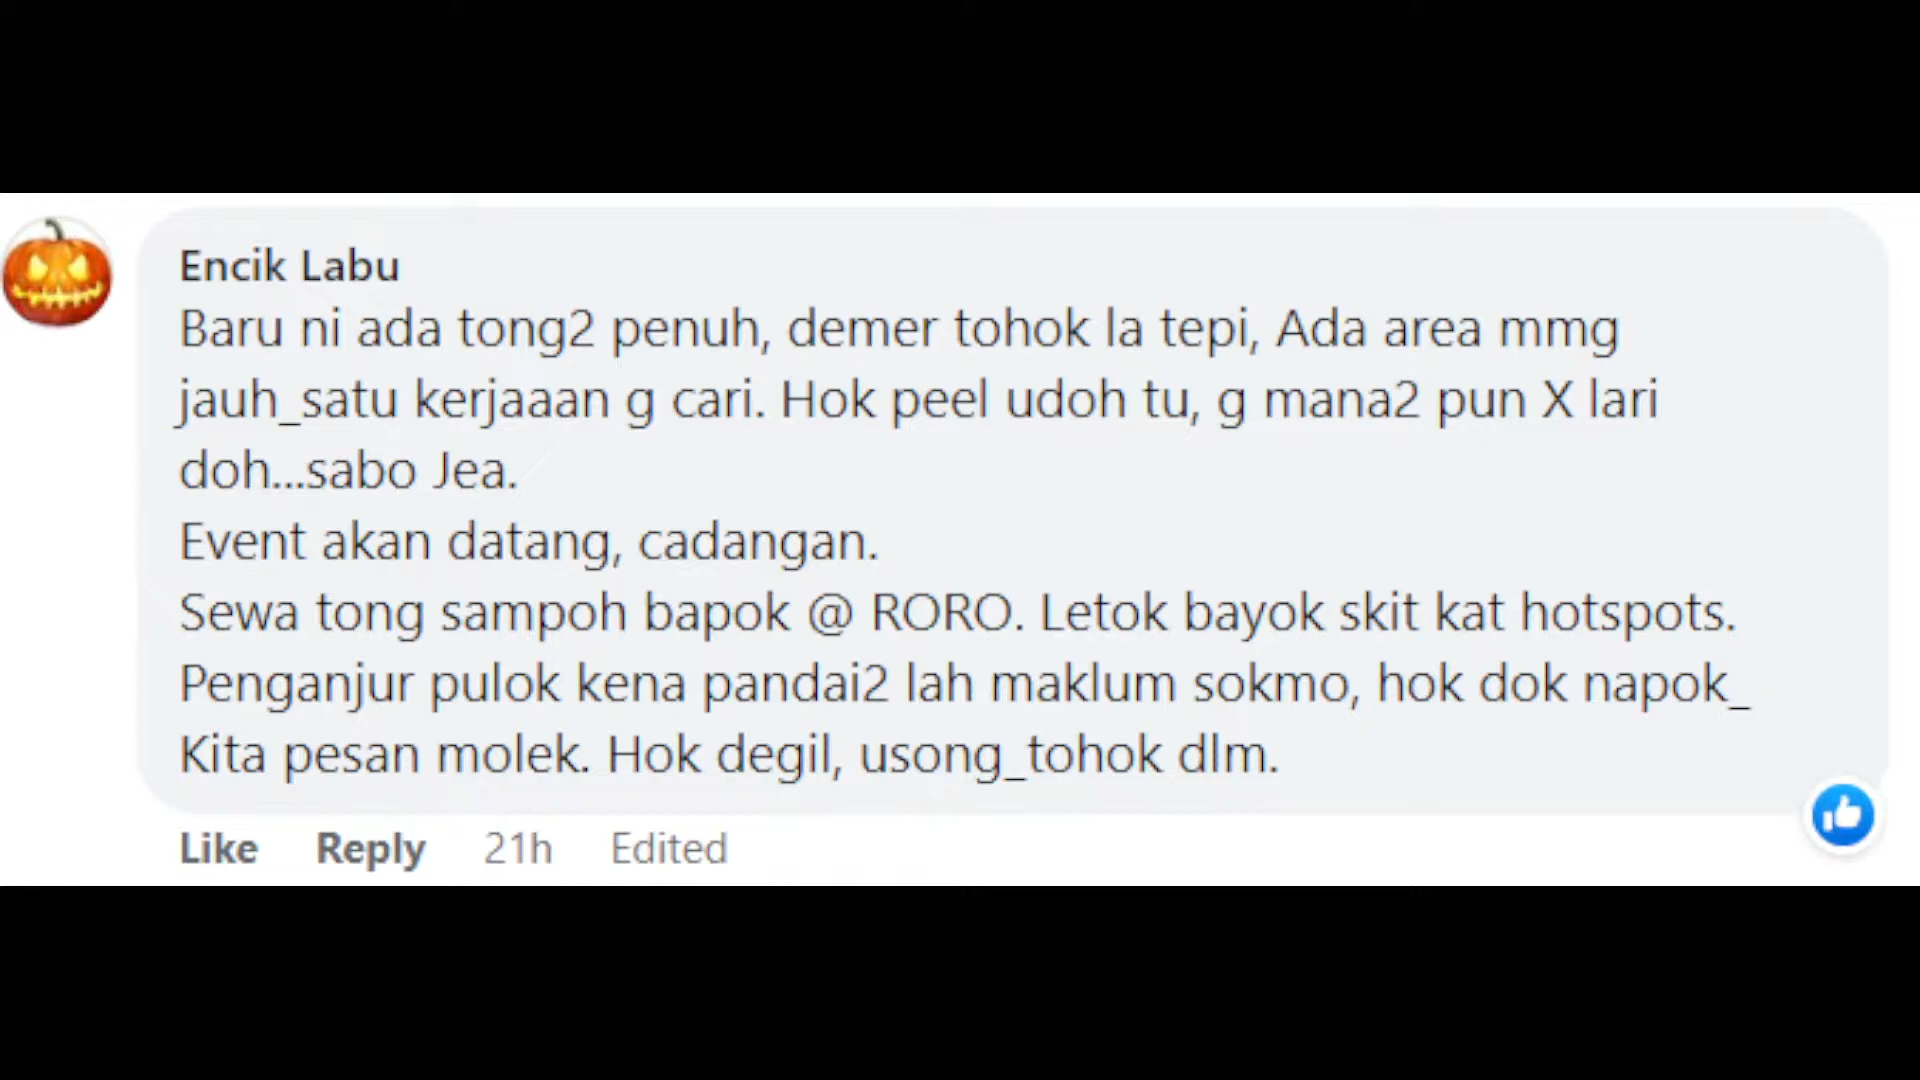 Encik Labu
Baru ni ada tong2 penuh, demer tohok la tepi, Ada area mmg
jauh_satu kerjaaan g cari. Hok peel udoh tu, g mana2 pun X lari
doh...sabo Jea.
Event akan datang, cadangan.
Sewa tong sampoh bapok @ RORO. Letok bayok skit kat hotspots.
Penganjur pulok kena pandai2 lah maklum sokmo, hok dok napok_
Kita pesan molek. Hok degil, usong_tohok dlm.
Like Reply 21h Edited